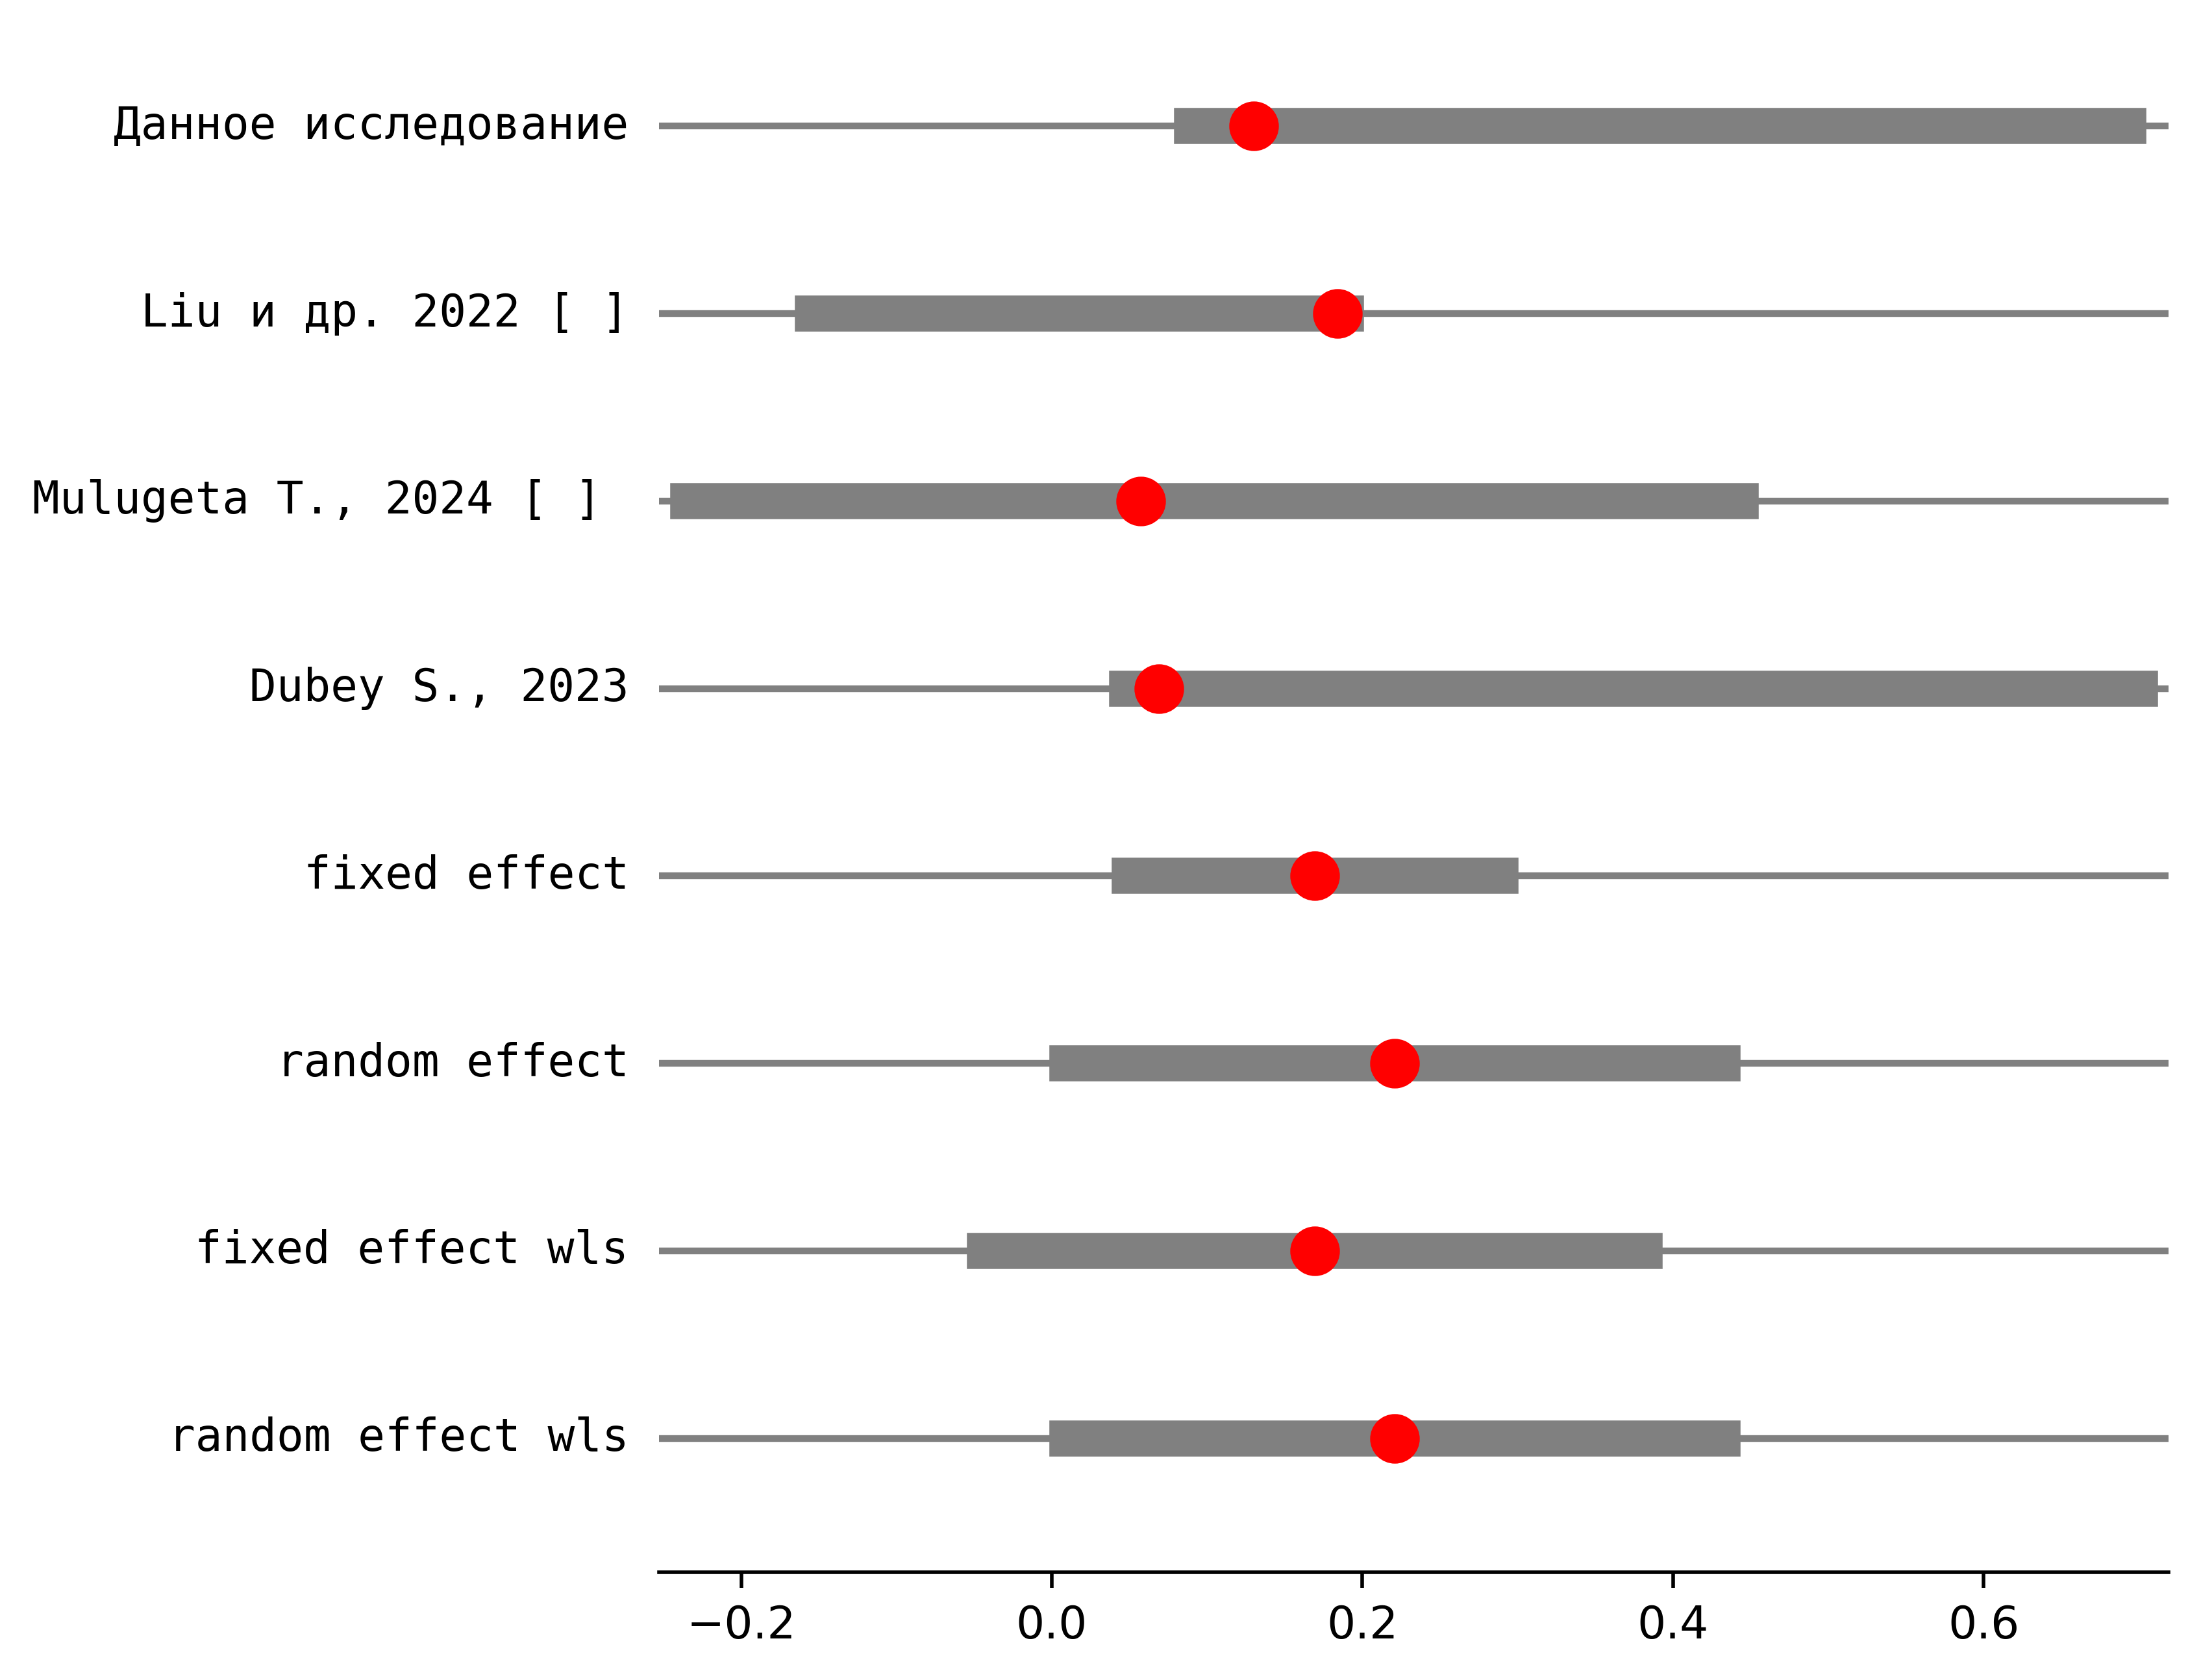 Данное исследование
Liu и др. 2022 [ ]
Mulugeta T., 2024 [ ]
Dubey S., 2023
fixed effect
random effect
fixed effect wls
random effect wls
−0.2 0.0 0.2 0.4 0.6